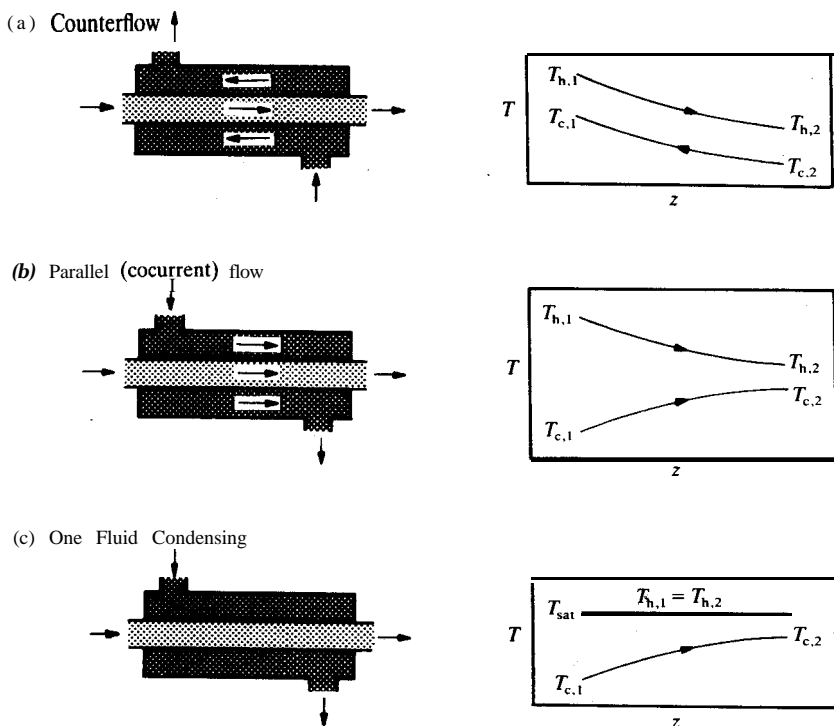 (a) Counterflow
T
T_h,1
T_c,1
T_h,2
T_c,2
z
(b) Parallel (cocurrent) flow
T
T_h,1
T_c,1
T_h,2
T_c,2
z
(c) One Fluid Condensing
T
T_sat
T_h,1 = T_h,2
T_c,1
T_c,2
z